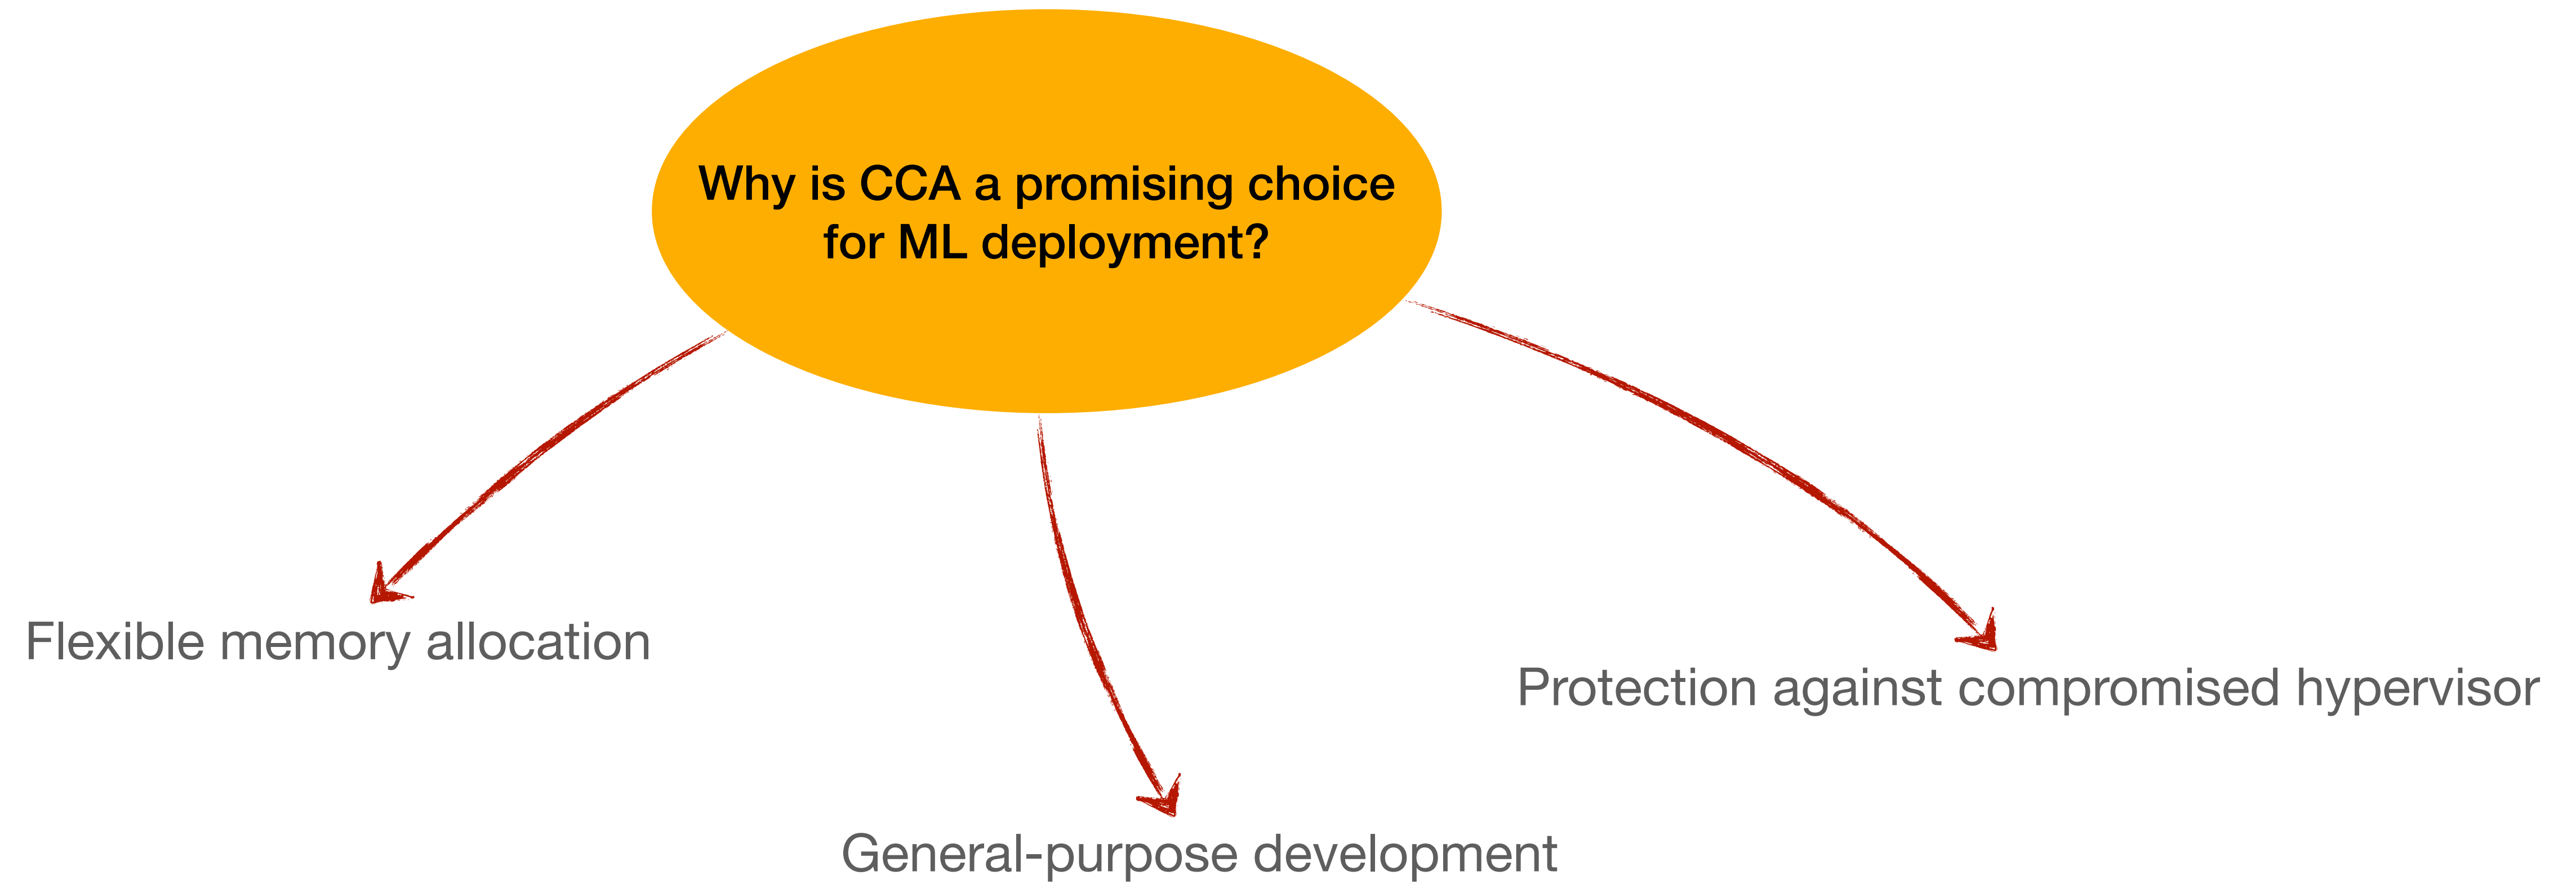 Why is CCA a promising choice
for ML deployment?
Flexible memory allocation
Protection against compromised hypervisor
General-purpose development